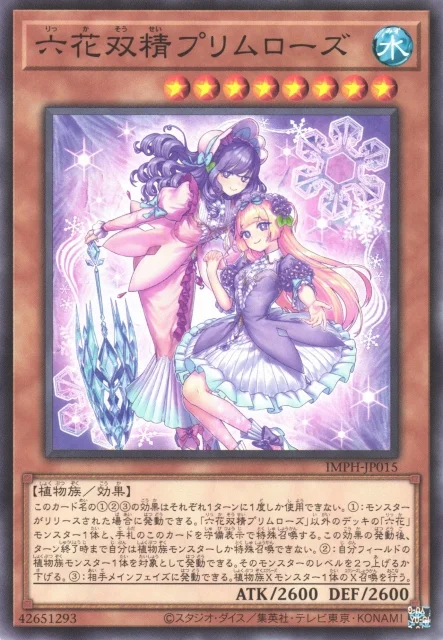 六花双精プリムローズ
水
IMPH-JP015
【植物族/効果】
このカード名の①②③の効果はそれぞれ1ターンに1度しか使用できない。①：モンスター
がリリースされた場合に発動できる。「六花双精プリムローズ」以外のデッキの「六花」
モンスター1体と、手札のこのカードを守備表示で特殊召喚する。この効果の発動後、
ターン終了時まで自分は植物族モンスターしか特殊召喚できない。②：自分フィールドの
植物族モンスター1体を対象として発動できる。そのモンスターのレベルを2つ上げるか
下げる。③：相手メインフェイズに発動できる。植物族Xモンスター1体のX召喚を行う。
ATK/2600 DEF/2600
42651293
©スタジオ・ダイス/集英社・テレビ東京・KONAMI